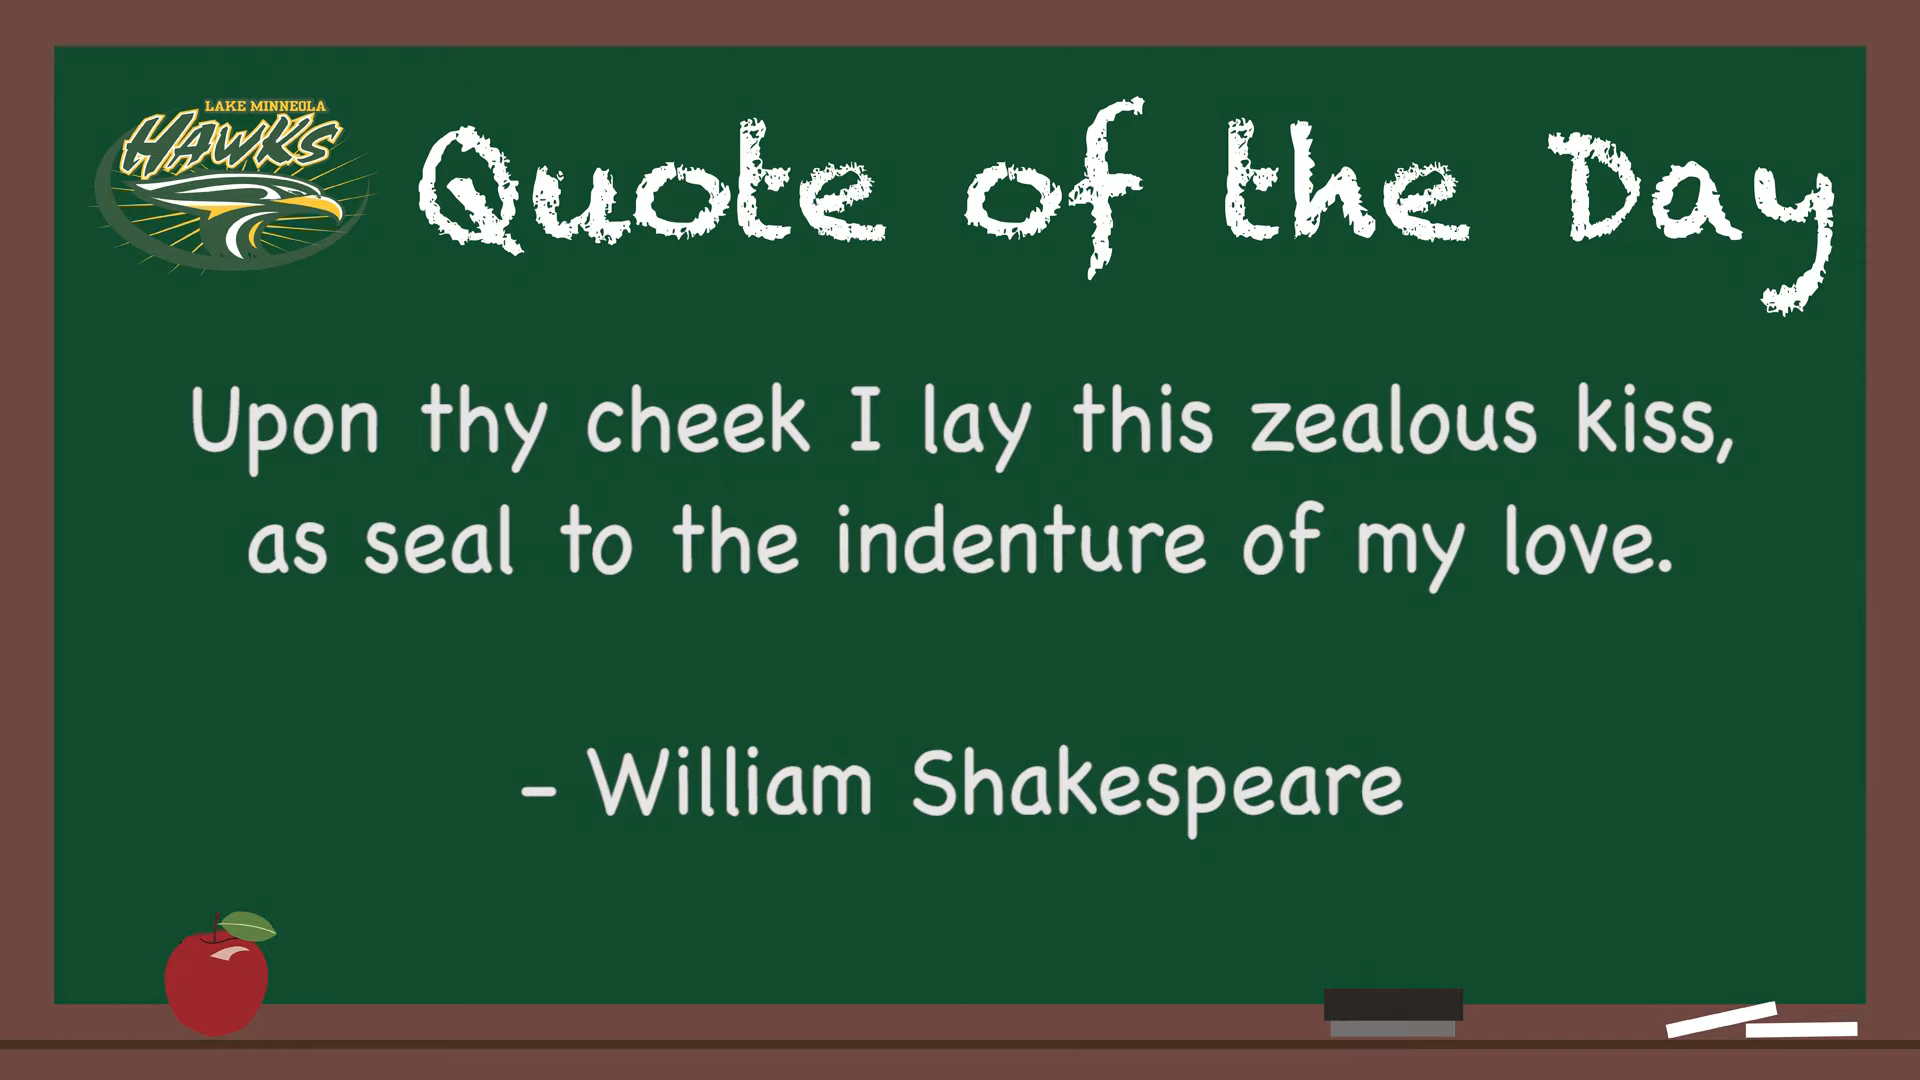 LAKE MINNEOLA
HAWKS
Quote of the Day
Upon thy cheek I lay this zealous kiss,
as seal to the indenture of my love.
- William Shakespeare